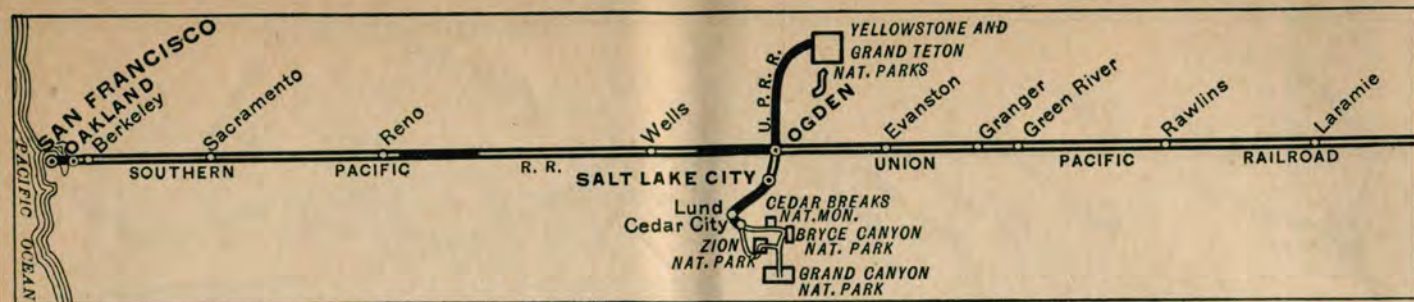 SAN FRANCISCO
OAKLAND
Berkeley
Sacramento
Reno
Wells
OGDEN
Evanston
Granger
Green River
Rawlins
Laramie
YELLOWSTONE AND
GRAND TETON
NAT. PARKS
U. P. R. R.
SOUTHERN PACIFIC R. R.
UNION PACIFIC RAILROAD
SALT LAKE CITY
Lund
Cedar City
CEDAR BREAKS
NAT. MON.
BRYCE CANYON
NAT. PARK
ZION
NAT. PARK
GRAND CANYON
NAT. PARK
PACIFIC OCEAN